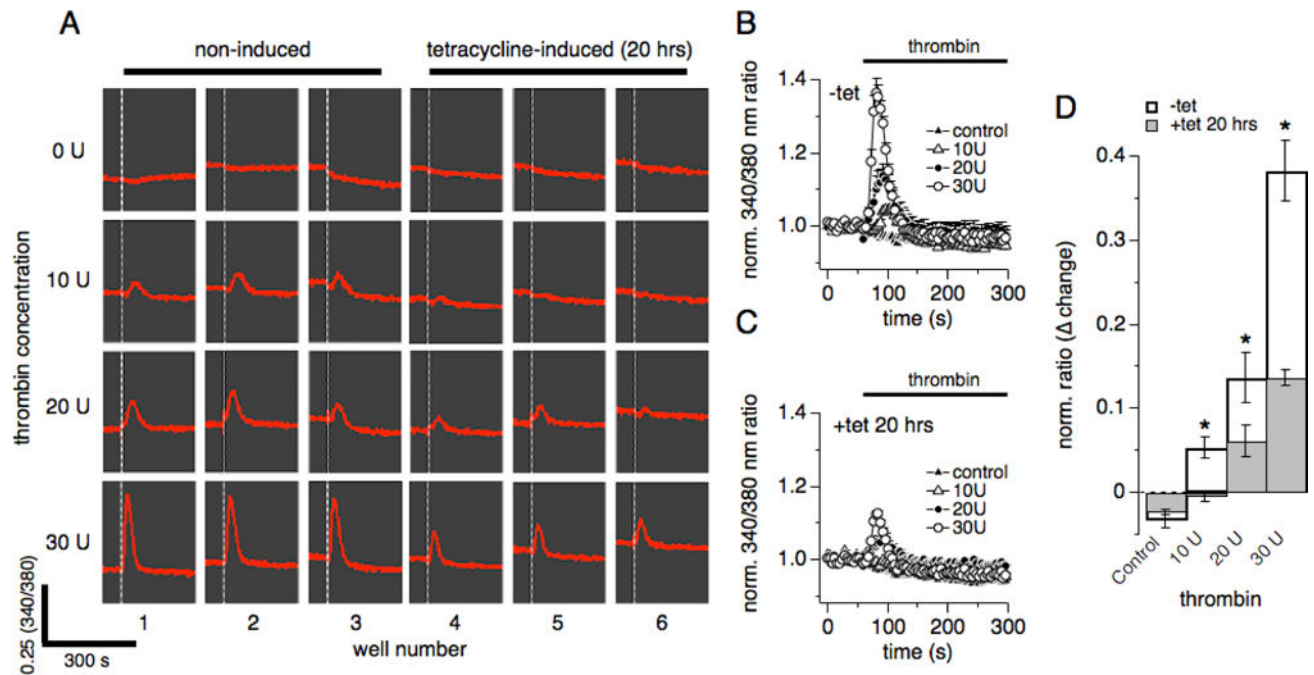 A
non-induced
tetracycline-induced (20 hrs)
thrombin concentration
0 U
10 U
20 U
30 U
0.25 (340/380)
300 s
1
2
3
4
5
6
well number
B
thrombin
norm. 340/380 nm ratio
1.4
1.2
1.0
-tet
control
10U
20U
30U
0
100
200
300
time (s)
C
thrombin
norm. 340/380 nm ratio
1.4
1.2
1.0
+tet 20 hrs
control
10U
20U
30U
0
100
200
300
time (s)
D
-tet
+tet 20 hrs
norm. ratio (Δ change)
0.4
0.3
0.2
0.1
0
*
*
*
Control
10 U
20 U
30 U
thrombin